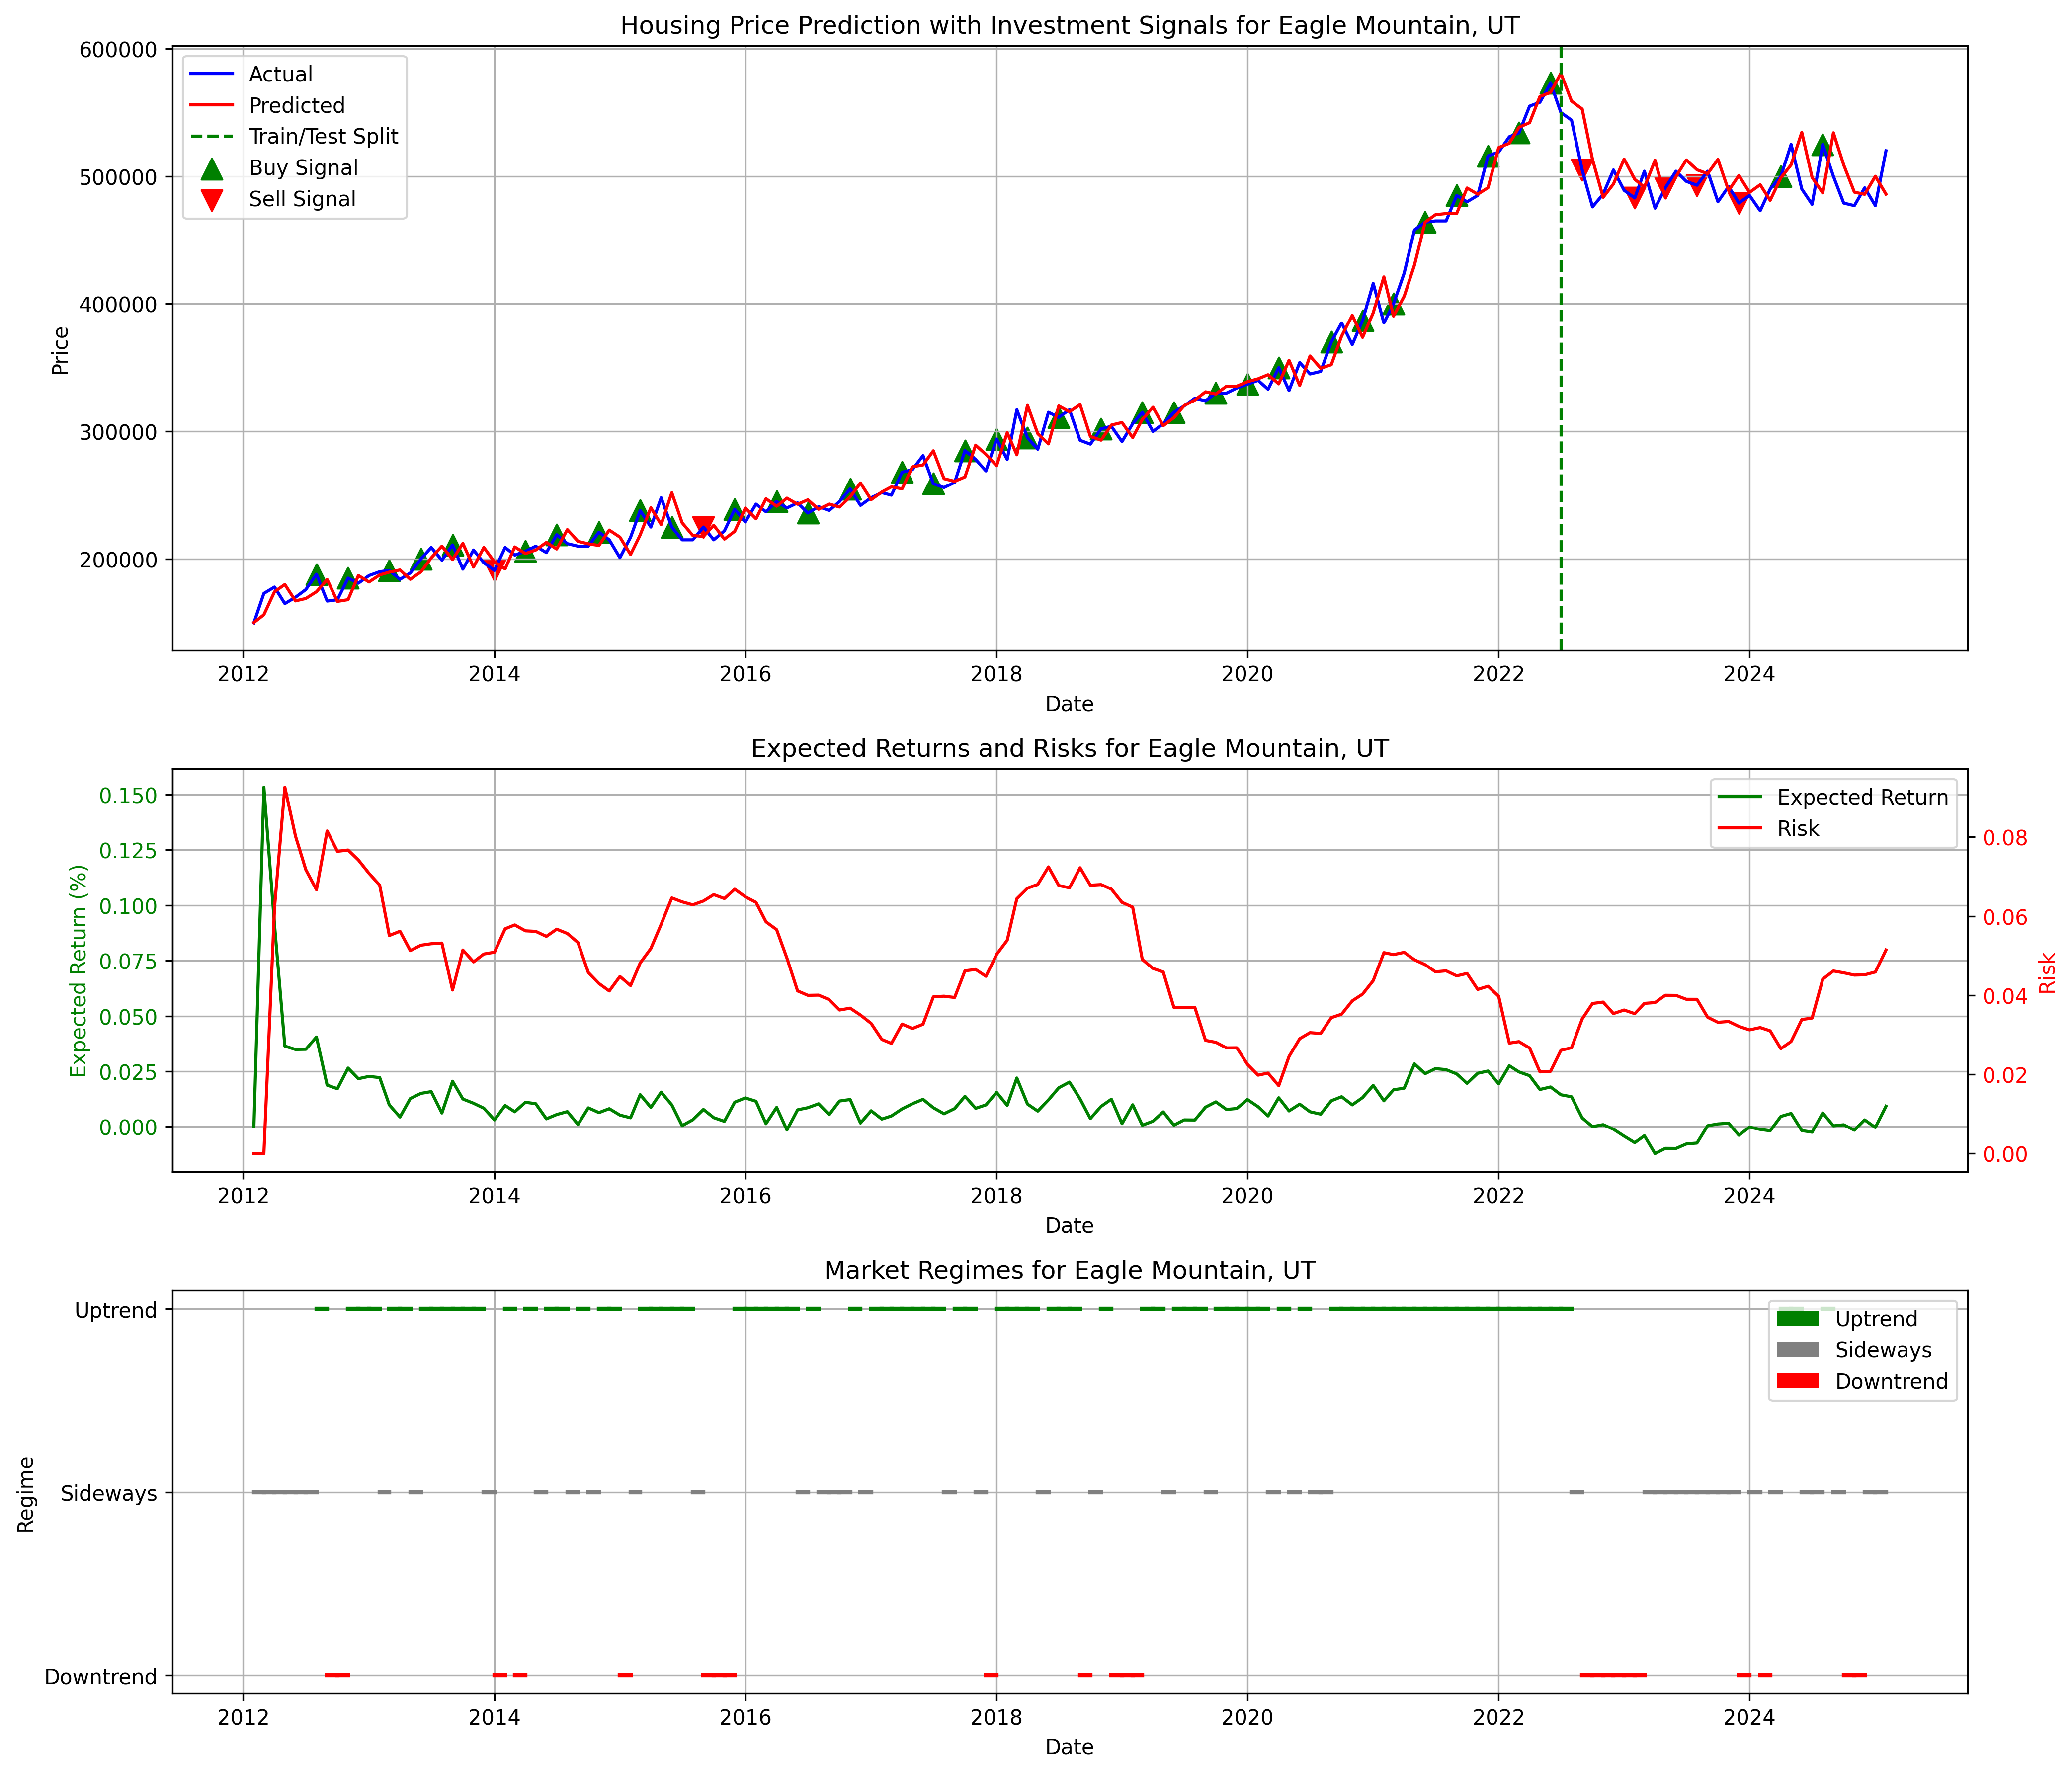 Housing Price Prediction with Investment Signals for Eagle Mountain, UT
600000
500000
400000
300000
200000
Price
Actual
Predicted
Train/Test Split
Buy Signal
Sell Signal
2012 2014 2016 2018 2020 2022 2024
Date
Expected Returns and Risks for Eagle Mountain, UT
0.150
0.125
0.100
0.075
0.050
0.025
0.000
Expected Return (%)
Expected Return
Risk
0.08
0.06
0.04
0.02
0.00
Risk
2012 2014 2016 2018 2020 2022 2024
Date
Market Regimes for Eagle Mountain, UT
Uptrend
Sideways
Downtrend
Regime
Uptrend
Sideways
Downtrend
2012 2014 2016 2018 2020 2022 2024
Date